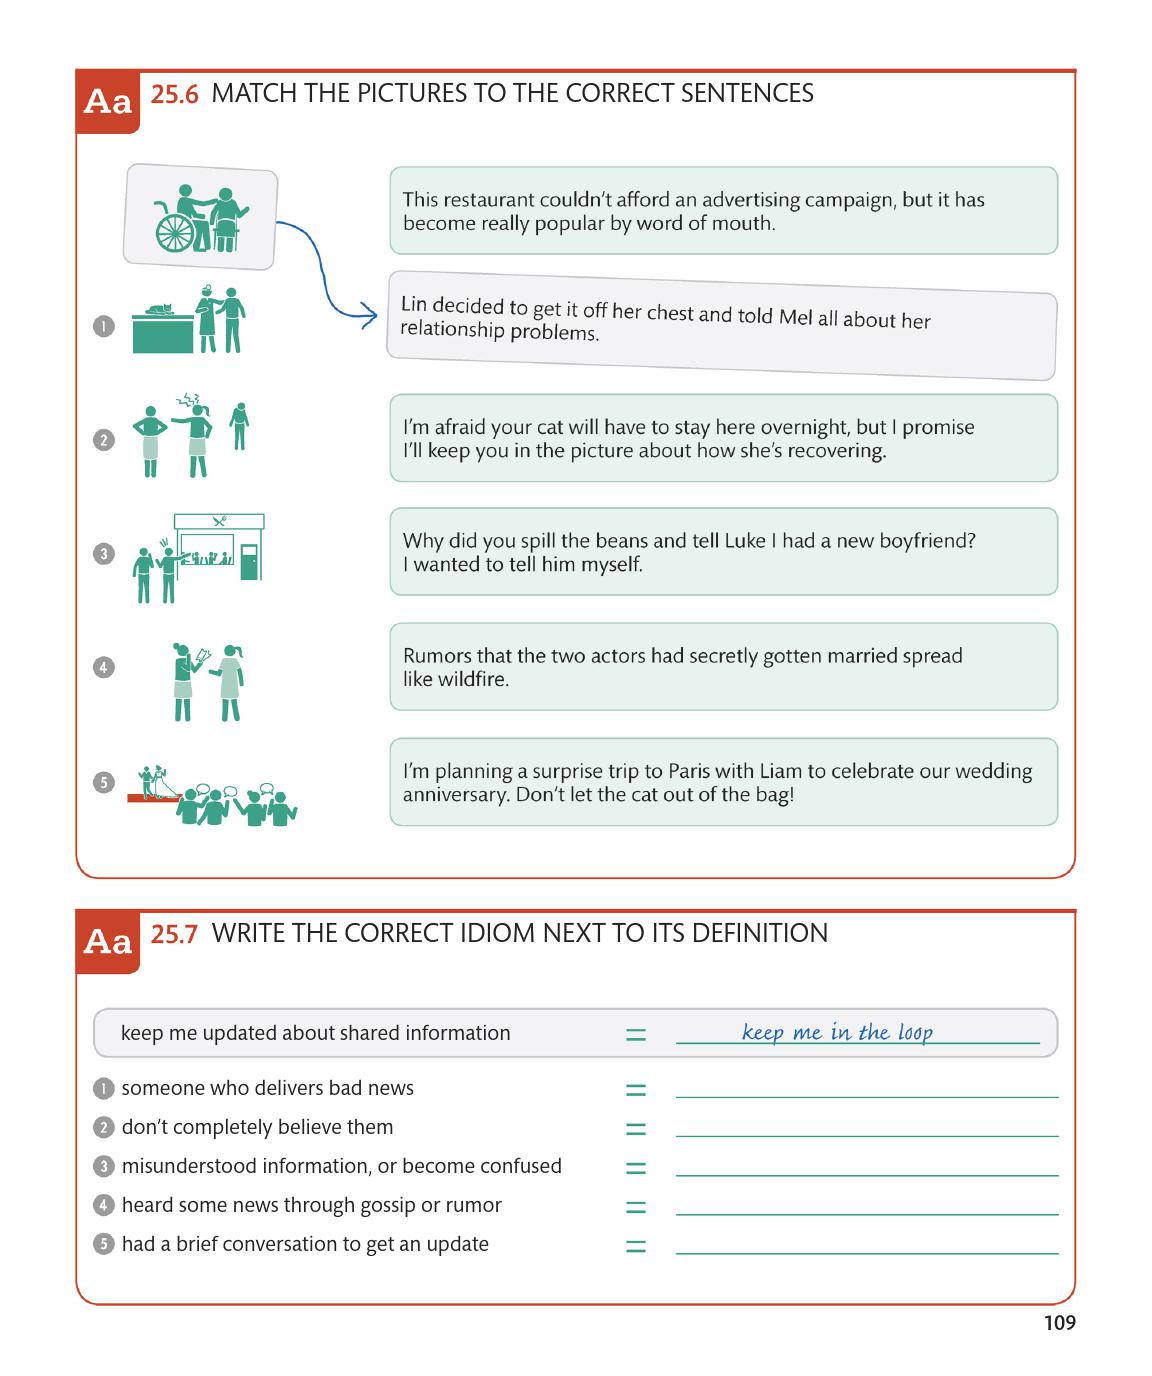 Aa 25.6 MATCH THE PICTURES TO THE CORRECT SENTENCES
This restaurant couldn't afford an advertising campaign, but it has
become really popular by word of mouth.
Lin decided to get it off her chest and told Mel all about her
relationship problems.
1
I'm afraid your cat will have to stay here overnight, but I promise
I'll keep you in the picture about how she's recovering.
2
Why did you spill the beans and tell Luke I had a new boyfriend?
I wanted to tell him myself.
3
Rumors that the two actors had secretly gotten married spread
like wildfire.
4
I'm planning a surprise trip to Paris with Liam to celebrate our wedding
anniversary. Don't let the cat out of the bag!
5
Aa 25.7 WRITE THE CORRECT IDIOM NEXT TO ITS DEFINITION
keep me updated about shared information = keep me in the loop
1 someone who delivers bad news =
2 don't completely believe them =
3 misunderstood information, or become confused =
4 heard some news through gossip or rumor =
5 had a brief conversation to get an update =
109